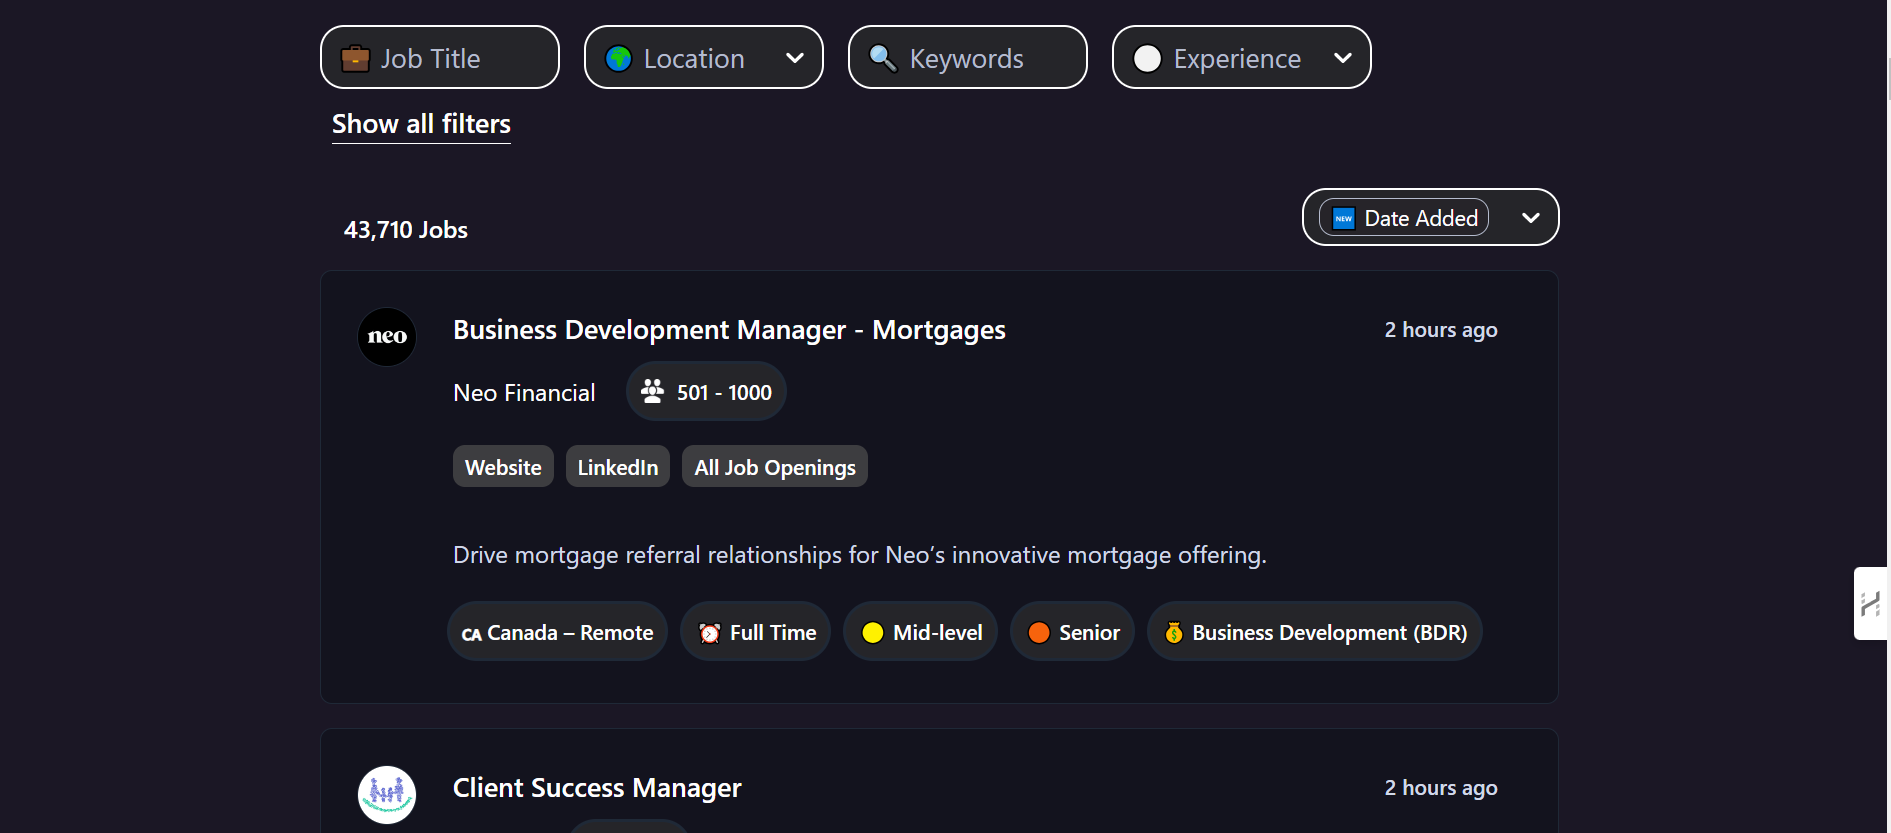 Job Title
Location
Keywords
Experience
Show all filters
43,710 Jobs
NEW Date Added
neo
Business Development Manager - Mortgages
2 hours ago
Neo Financial
501 - 1000
Website
LinkedIn
All Job Openings
Drive mortgage referral relationships for Neo’s innovative mortgage offering.
CA Canada – Remote
Full Time
Mid-level
Senior
Business Development (BDR)
Client Success Manager
2 hours ago